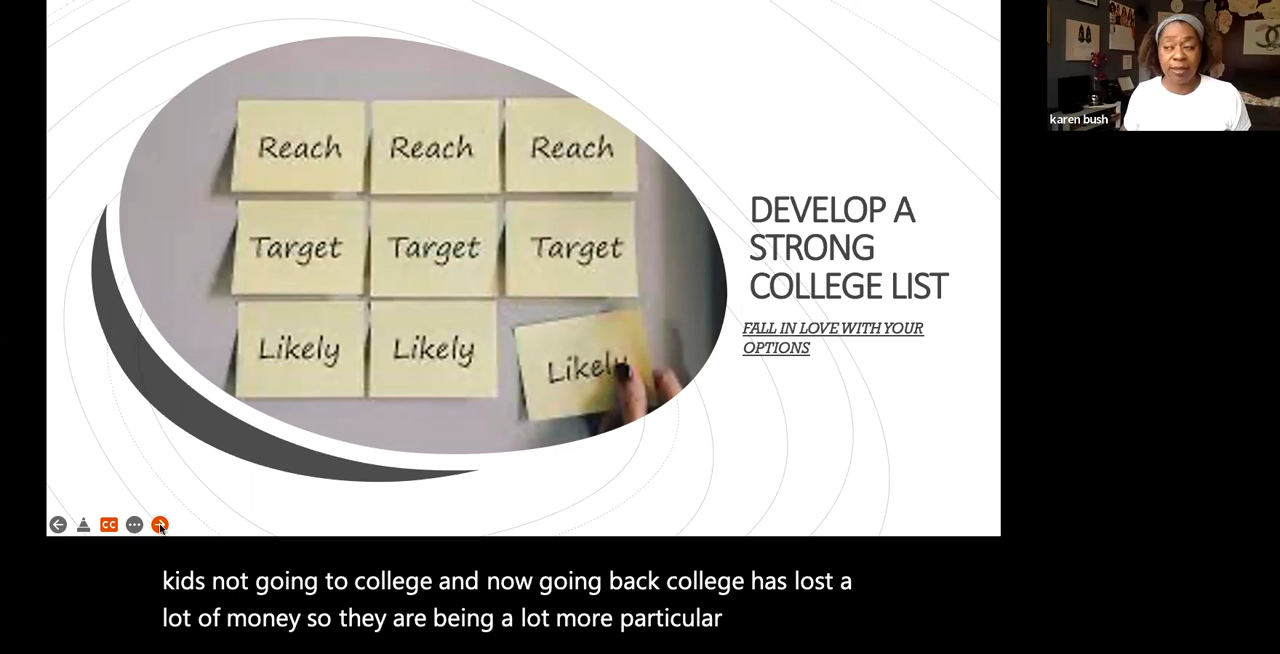 Reach Reach Reach
Target Target Target
Likely Likely Likely
DEVELOP A
STRONG
COLLEGE LIST
FALL IN LOVE WITH YOUR
OPTIONS
karen bush
CC
kids not going to college and now going back college has lost a
lot of money so they are being a lot more particular